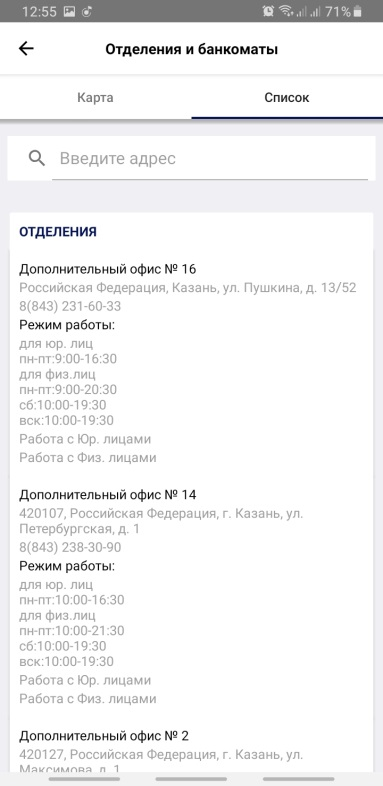 12:55 71%
Отделения и банкоматы
Карта Список
Введите адрес
ОТДЕЛЕНИЯ
Дополнительный офис № 16
Российская Федерация, Казань, ул. Пушкина, д. 13/52
8(843) 231-60-33
Режим работы:
для юр. лиц
пн-пт:9:00-16:30
для физ.лиц
пн-пт:9:00-20:30
сб:10:00-19:30
вск:10:00-19:30
Работа с Юр. лицами
Работа с Физ. лицами
Дополнительный офис № 14
420107, Российская Федерация, г. Казань, ул.
Петербургская, д. 1
8(843) 238-30-90
Режим работы:
для юр. лиц
пн-пт:10:00-16:30
для физ.лиц
пн-пт:10:00-21:30
сб:10:00-19:30
вск:10:00-19:30
Работа с Юр. лицами
Работа с Физ. лицами
Дополнительный офис № 2
420127, Российская Федерация, г. Казань, ул.
Максимова, д. 1